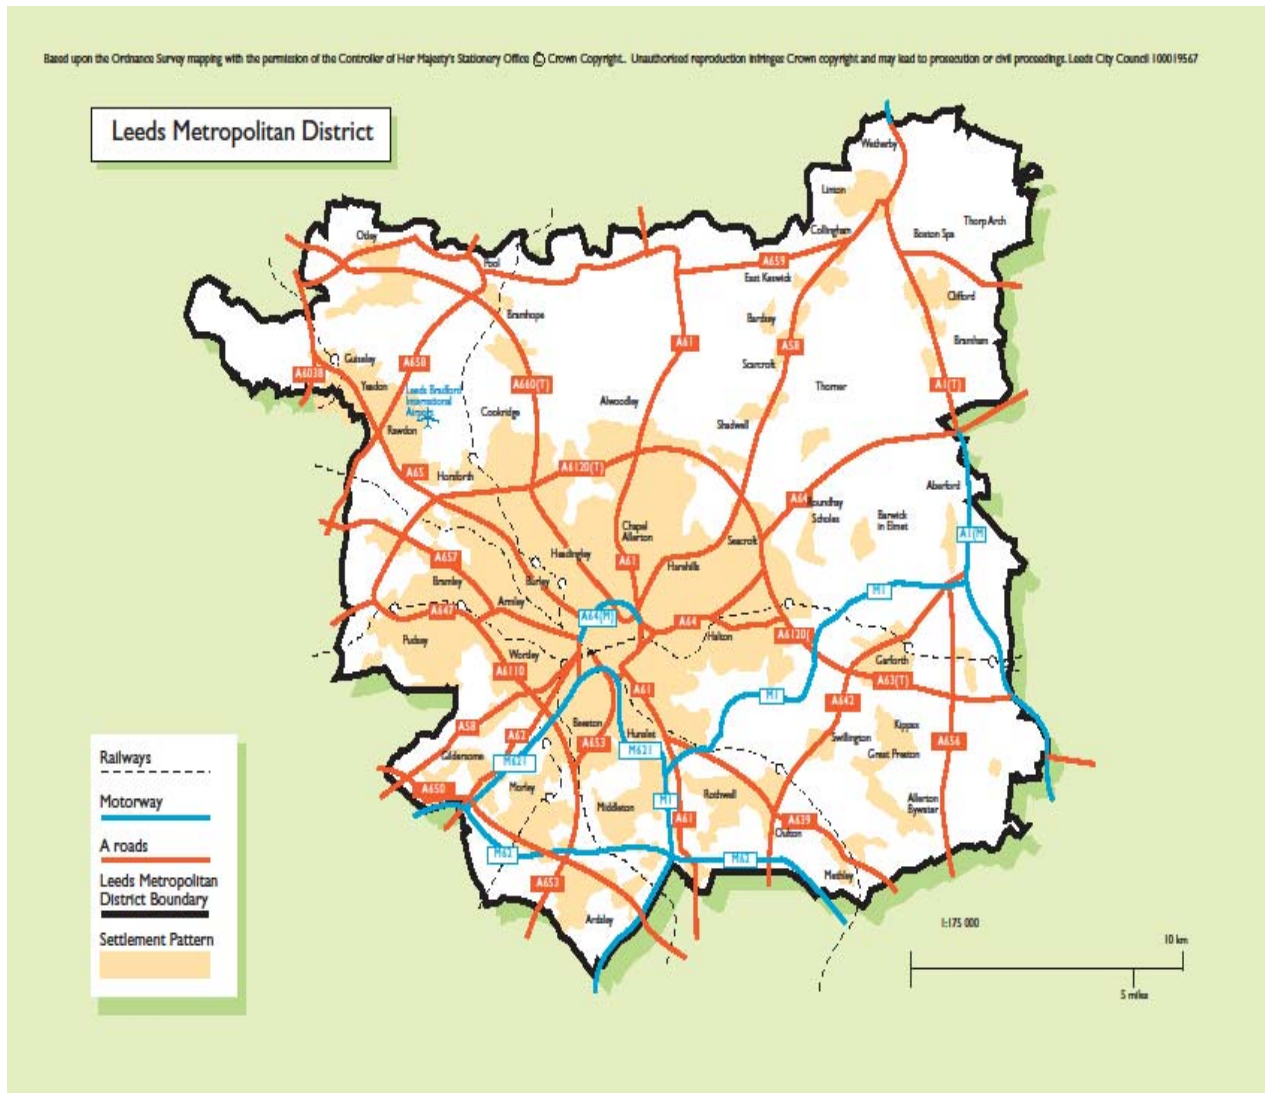 Based upon the Ordnance Survey mapping with the permission of the Controller of Her Majesty's Stationery Office © Crown Copyright.. Unauthorised reproduction infringes Crown copyright and may lead to prosecution or civil proceedings. Leeds City Council 100019567
Leeds Metropolitan District
Wetherby
Linton
Thorp Arch
Collingham
Boston Spa
Otley
Pool
A659
East Keswick
Clifford
Bramhope
Bardsey
Bramham
A61
A58
Guiseley
A658
Scarcroft
A6038
Yeadon
A660(T)
Thorner
A1(T)
Leeds Bradford
International
Airport
Alwoodley
Cookridge
Shadwell
Rawdon
A65
Horsforth
A6120(T)
Aberford
A64
Roundhay
Scholes
Barwick
in Elmet
Chapel
Allerton
Seacroft
A1(M
Headingley
A657
A61
Harehills
Bramley
Burley
M1
Armley
A647
A64(M)
A64
Pudsey
Halton
A6120(
Wortley
Garforth
A6110
A61
A63(T)
M1
A642
A58
Beeston
Kippax
A62
A653
Hunslet
Swillington
A656
Gildersome
M621
M621
Great Preston
A650
Morley
Middleton
M1
Rothwell
Allerton
Bywater
A61
A639
Oulton
M62
M62
Methley
A653
Ardsley
Railways
Motorway
A roads
Leeds Metropolitan
District Boundary
Settlement Pattern
1:175 000
10 km
5 miles